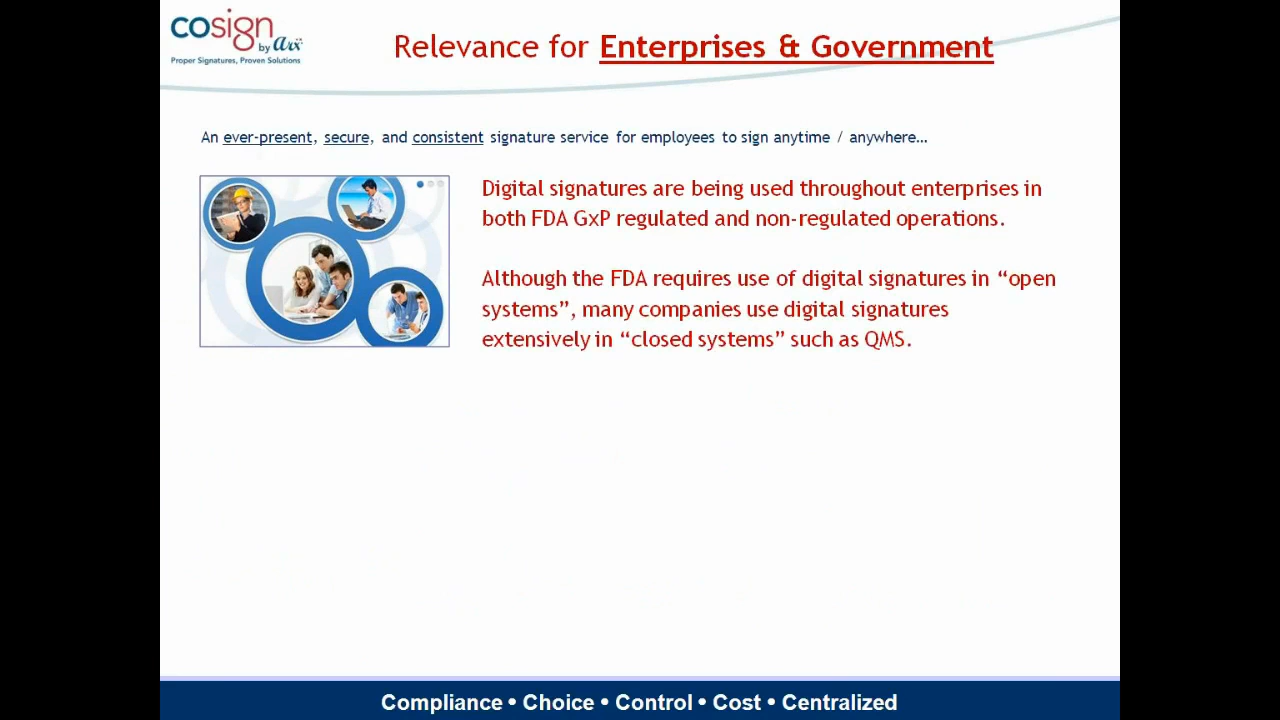 cosign
by arx
Proper Signatures, Proven Solutions
Relevance for Enterprises & Government
An ever-present, secure, and consistent signature service for employees to sign anytime / anywhere…
Digital signatures are being used throughout enterprises in
both FDA GxP regulated and non-regulated operations.
Although the FDA requires use of digital signatures in “open
systems”, many companies use digital signatures
extensively in “closed systems” such as QMS.
Compliance • Choice • Control • Cost • Centralized